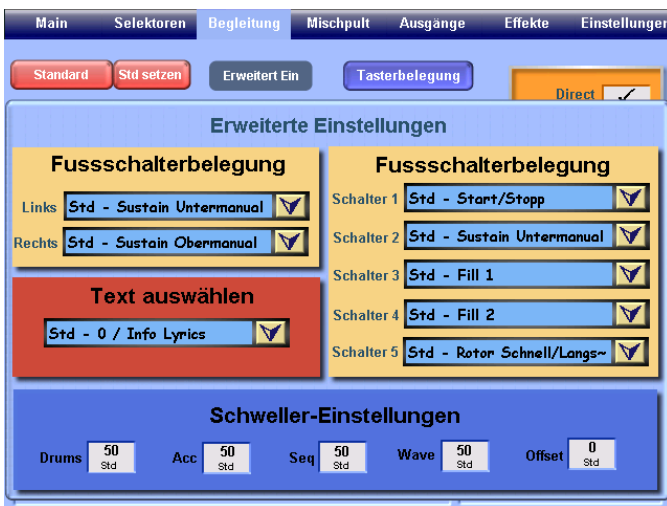 Main Selektoren Begleitung Mischpult Ausgänge Effekte Einstellunger
Standard Std setzen Erweitert Ein Tasterbelegung
Direct
Erweiterte Einstellungen
Fussschalterbelegung
Links Std - Sustain Untermanual
Rechts Std - Sustain Obermanual
Text auswählen
Std - 0 / Info Lyrics
Fussschalterbelegung
Schalter 1 Std - Start/Stopp
Schalter 2 Std - Sustain Untermanual
Schalter 3 Std - Fill 1
Schalter 4 Std - Fill 2
Schalter 5 Std - Rotor Schnell/Langs~
Schweller-Einstellungen
Drums 50 Std Acc 50 Std Seq 50 Std Wave 50 Std Offset 0 Std